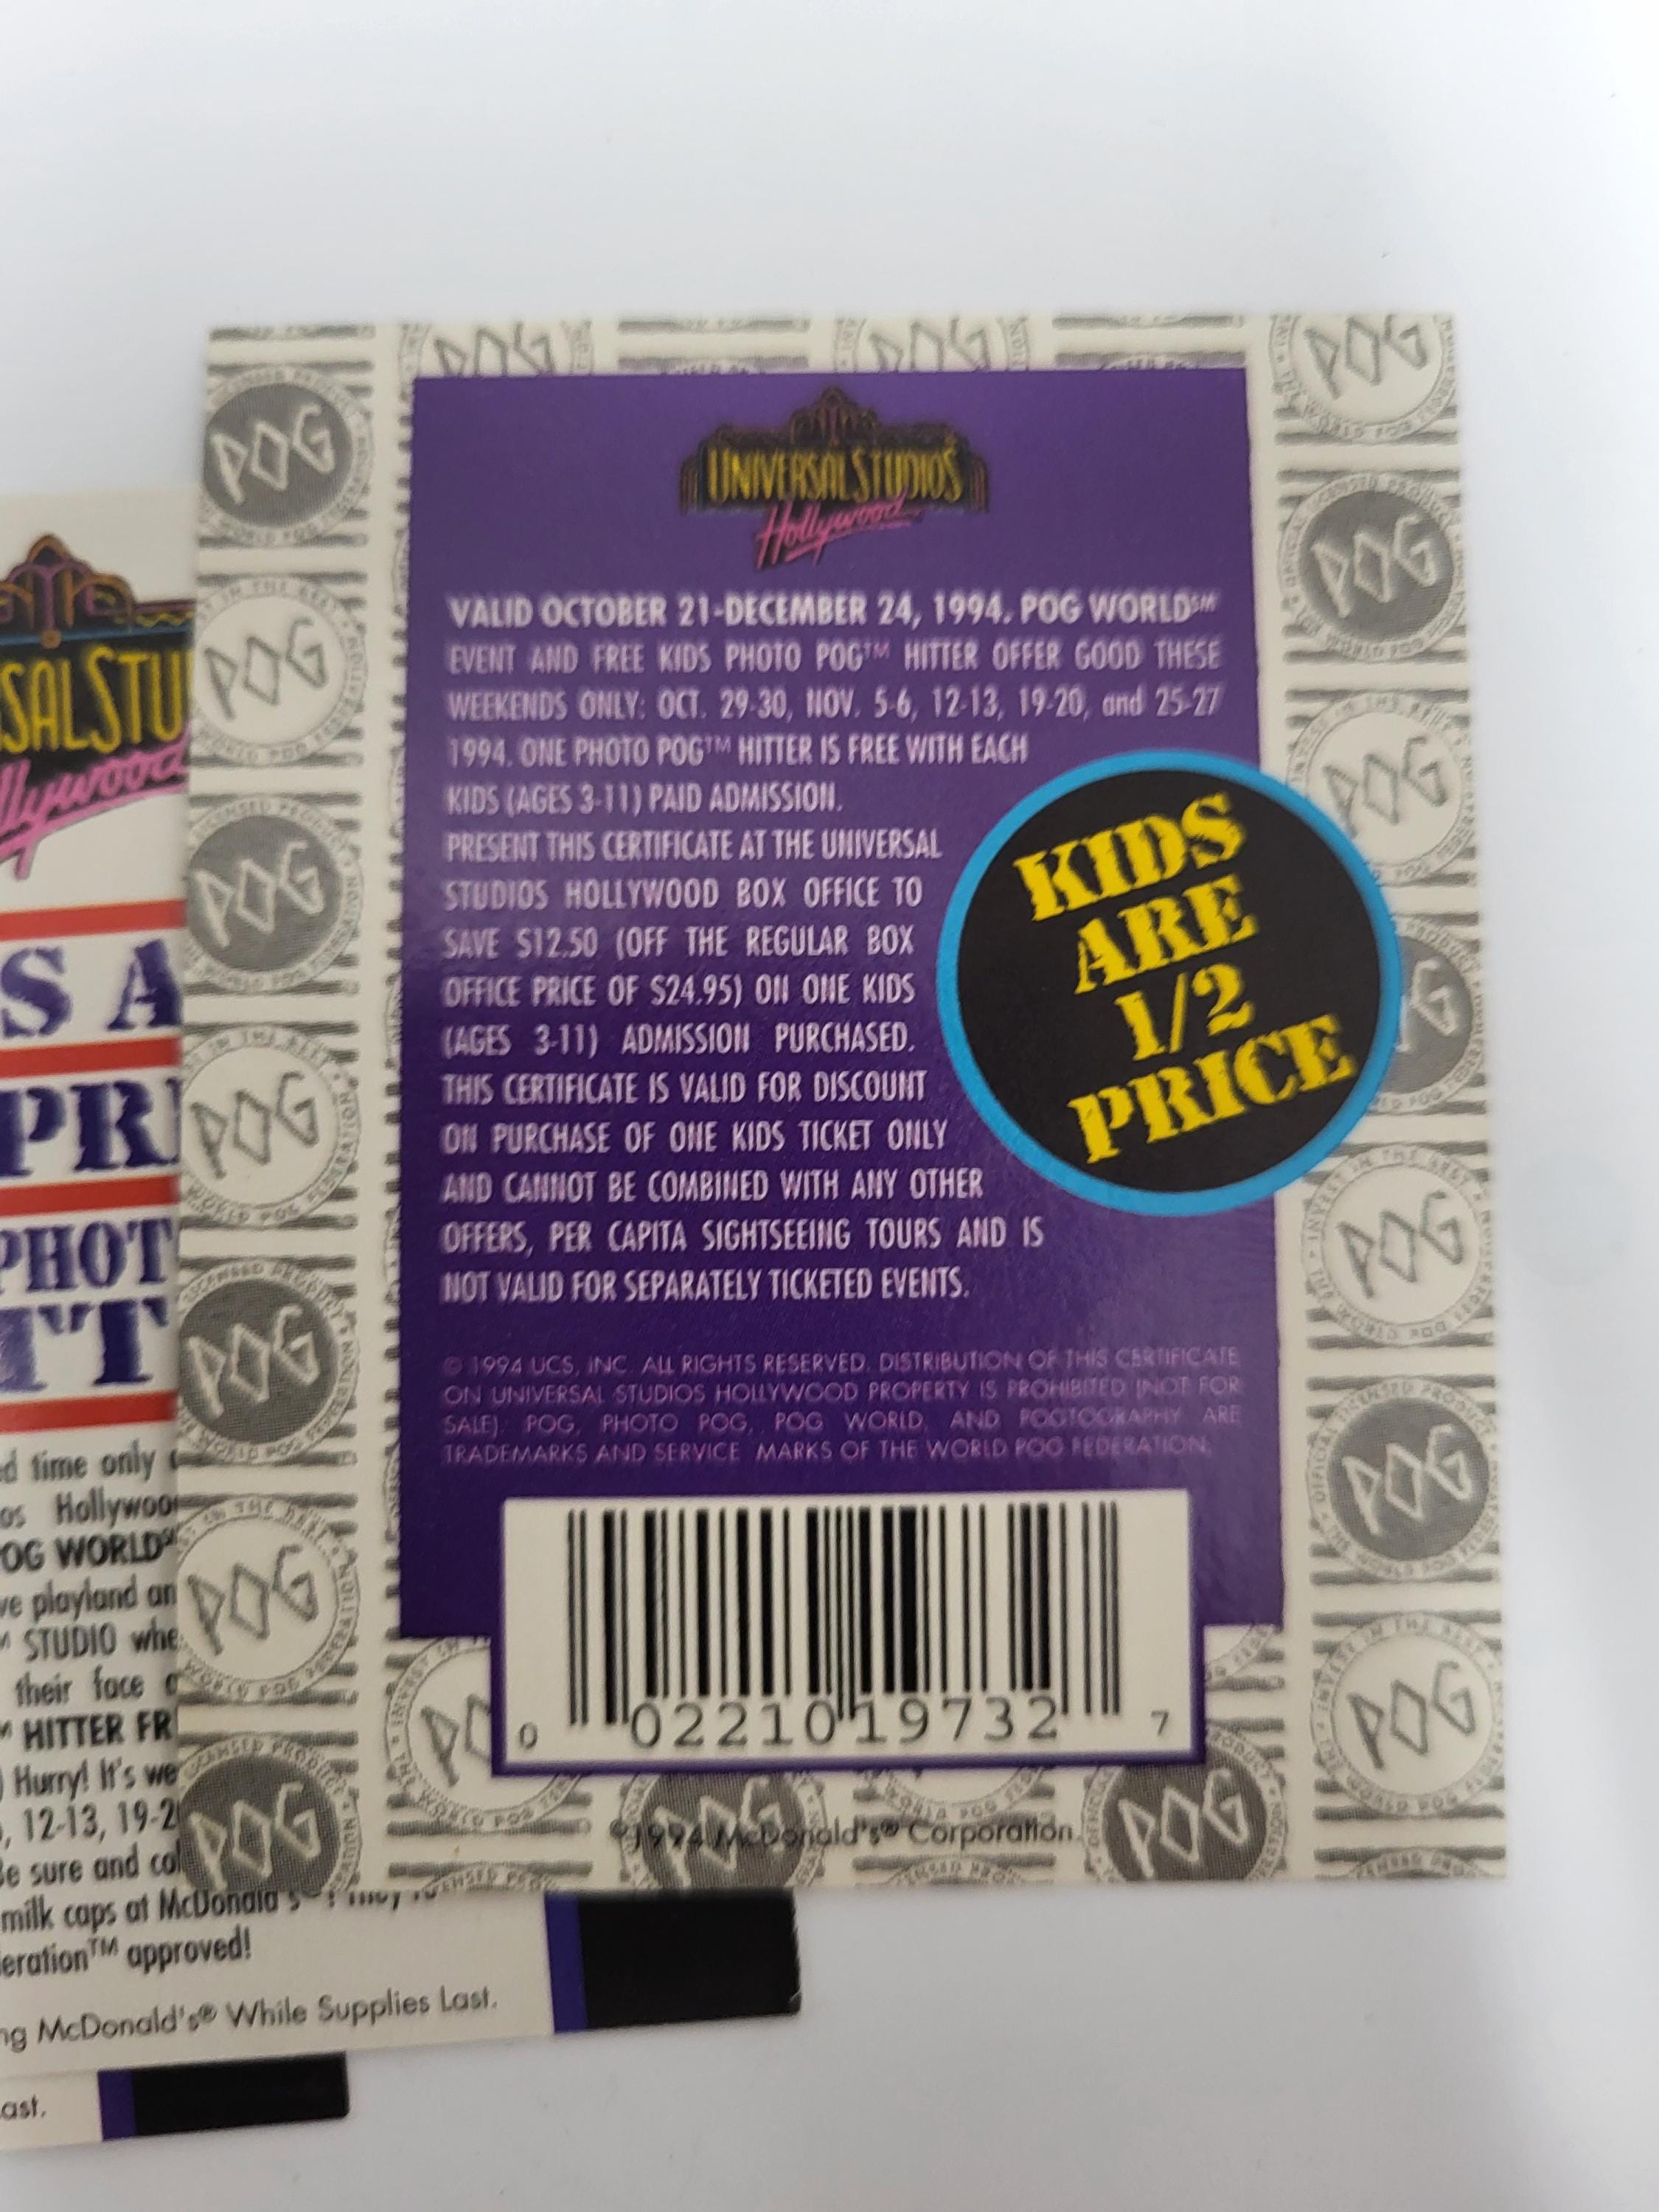 UNIVERSAL STUDIOS
Hollywood
VALID OCTOBER 21-DECEMBER 24, 1994. POG WORLD℠
EVENT AND FREE KIDS PHOTO POG™ HITTER OFFER GOOD THESE
WEEKENDS ONLY: OCT. 29-30, NOV. 5-6, 12-13, 19-20, and 25-27
1994. ONE PHOTO POG™ HITTER IS FREE WITH EACH
KIDS (AGES 3-11) PAID ADMISSION.
PRESENT THIS CERTIFICATE AT THE UNIVERSAL
STUDIOS HOLLYWOOD BOX OFFICE TO
SAVE $12.50 (OFF THE REGULAR BOX
OFFICE PRICE OF $24.95) ON ONE KIDS
(AGES 3-11) ADMISSION PURCHASED.
THIS CERTIFICATE IS VALID FOR DISCOUNT
ON PURCHASE OF ONE KIDS TICKET ONLY
AND CANNOT BE COMBINED WITH ANY OTHER
OFFERS, PER CAPITA SIGHTSEEING TOURS AND IS
NOT VALID FOR SEPARATELY TICKETED EVENTS.
KIDS
ARE
1/2
PRICE
© 1994 UCS, INC. ALL RIGHTS RESERVED. DISTRIBUTION OF THIS CERTIFICATE
ON UNIVERSAL STUDIOS HOLLYWOOD PROPERTY IS PROHIBITED (NOT FOR
SALE). POG, PHOTO POG, POG WORLD, AND POGTOGRAPHY ARE
TRADEMARKS AND SERVICE MARKS OF THE WORLD POG FEDERATION.
0 02210 19732 7
©1994 McDonald's® Corporation.
POG
SAL STU
llywood
S A
PRI
PHOT
IT
d time only
os Hollywoo
OG WORLD℠
ve playland an
STUDIO whe
their face
HITTER FR
) Hurry! It's we
, 12-13, 19-2
Be sure and col
milk caps at McDonald's
eration™ approved!
ng McDonald's® While Supplies Last.
ast.